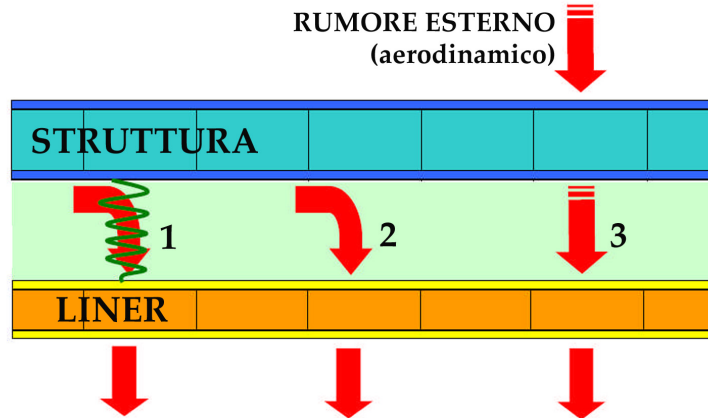 RUMORE ESTERNO
(aerodinamico)
STRUTTURA
1
2
3
LINER